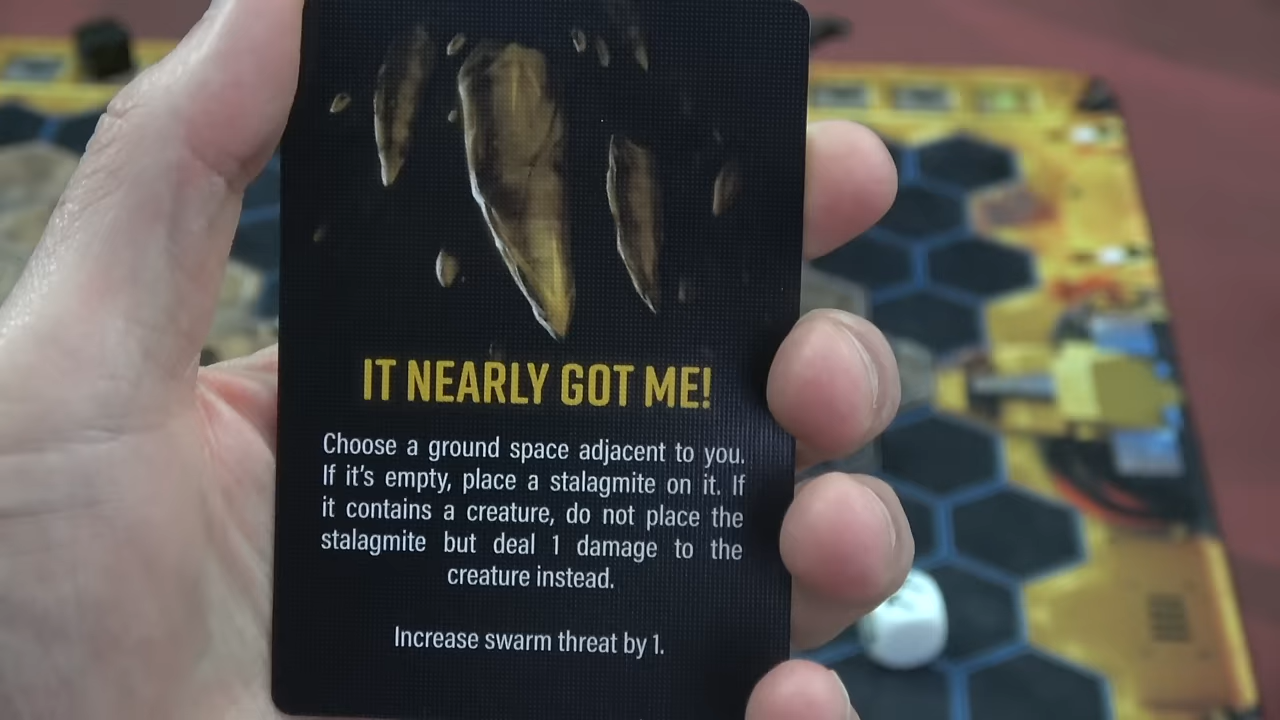 IT NEARLY GOT ME!
Choose a ground space adjacent to you.
If it's empty, place a stalagmite on it. If
it contains a creature, do not place the
stalagmite but deal 1 damage to the
creature instead.
Increase swarm threat by 1.